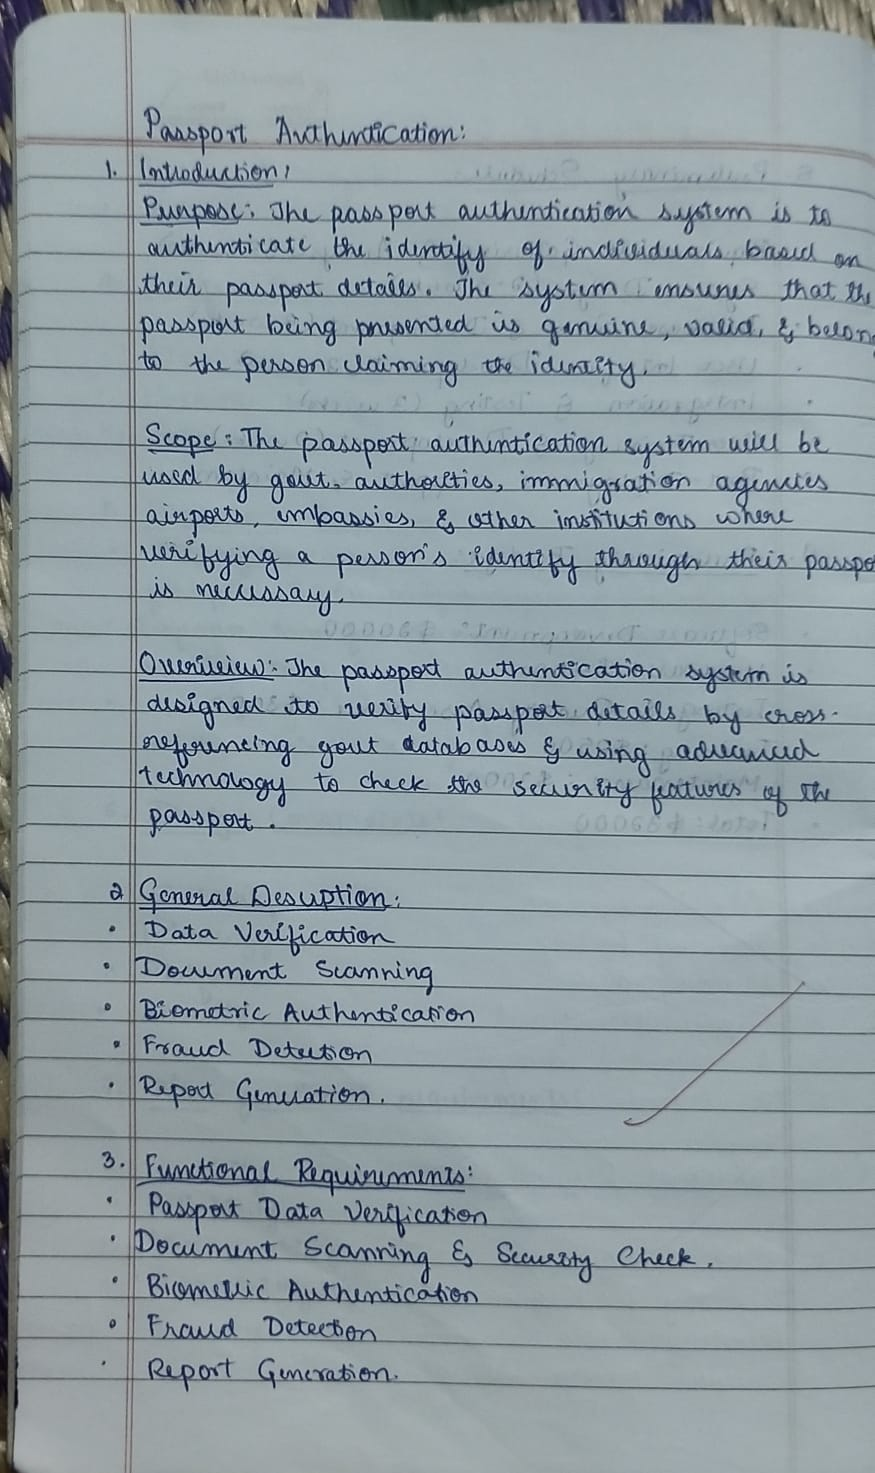 Passport Authentication:
1. Introduction:
Purpose: The passport authentication system is to
authenticate the identify of individuals based on
their passport details. The system ensures that the
passport being presented is genuine, valid, & belon
to the person claiming the identity.
Scope: The passport authentication system will be
used by govt. authorities, immigration agencies
airports, embassies, & other institutions where
verifying a person's identify through their passpo
is necessary.
Overview: The passport authentication system is
designed to verify passport details by cross-
referencing govt databases & using advanced
technology to check the security features of the
passport.
2 General Desuption:
• Data Verification
• Document Scanning
• Biometric Authentication
• Fraud Detection
• Report Generation.
3. Functional Requirements:
• Passport Data Verification
• Document Scanning & Security Check.
• Biometric Authentication
• Fraud Detection
• Report Generation.